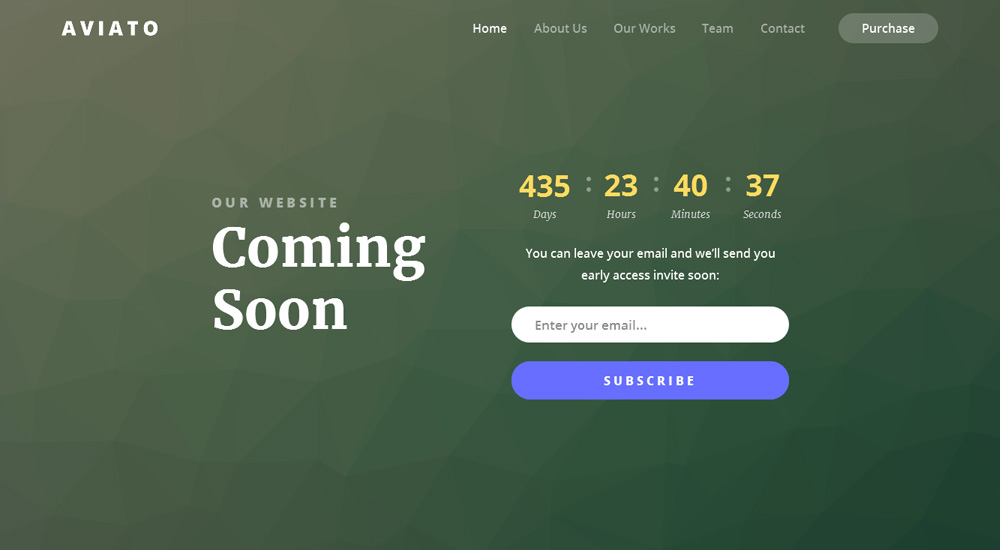 AVIATO
Home About Us Our Works Team Contact Purchase
OUR WEBSITE
Coming
Soon
435 : 23 : 40 : 37
Days Hours Minutes Seconds
You can leave your email and we'll send you
early access invite soon:
Enter your email...
SUBSCRIBE